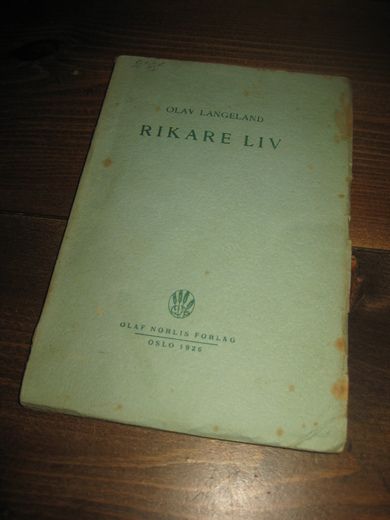 OLAV LANGELAND
RIKARE LIV
OLAF NORLIS FORLAG
OSLO 1926